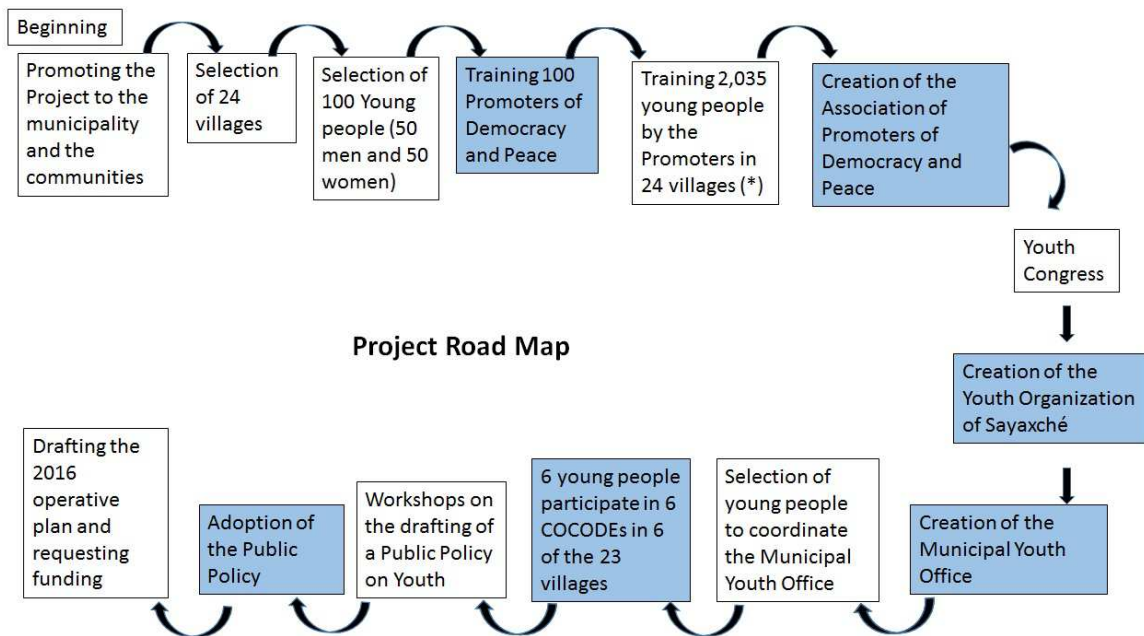 Beginning
Promoting the
Project to the
municipality
and the
communities
Selection
of 24
villages
Selection of
100 Young
people (50
men and 50
women)
Training 100
Promoters of
Democracy
and Peace
Training 2,035
young people
by the
Promoters in
24 villages (*)
Creation of the
Association of
Promoters of
Democracy and
Peace
Youth
Congress
Project Road Map
Creation of the
Youth Organization
of Sayaxché
Creation of the
Municipal Youth
Office
Selection of
young people
to coordinate
the Municipal
Youth Office
6 young people
participate in 6
COCODEs in 6
of the 23
villages
Workshops on
the drafting of
a Public Policy
on Youth
Adoption of
the Public
Policy
Drafting the
2016
operative
plan and
requesting
funding